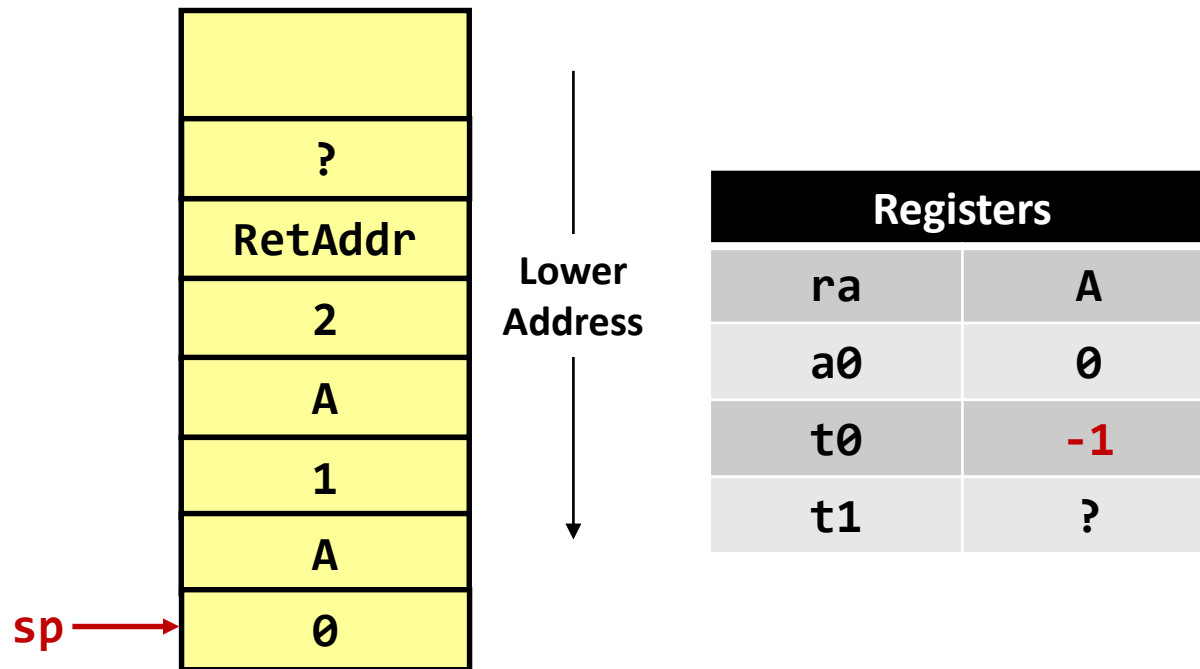 ?
RetAddr
2
A
1
A
0
sp
Lower
Address
Registers
ra A
a0 0
t0 -1
t1 ?